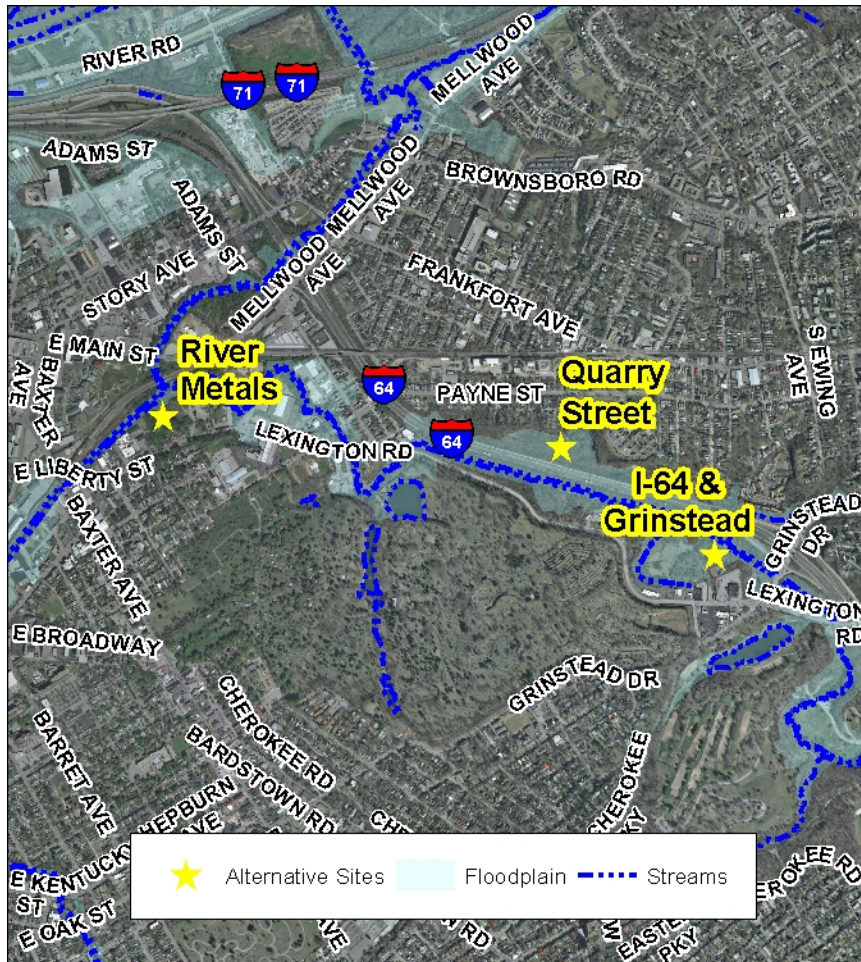 RIVER RD
71
71
MELLWOOD
AVE
ADAMS ST
ADAMS ST
MELLWOOD
AVE
BROWNSBORO RD
STORY AVE
MELLWOOD
AVE
FRANKFORT AVE
E MAIN ST
River
Metals
S EWING
AVE
E BAXTER
AVE
64
PAYNE ST
Quarry
Street
LEXINGTON RD
64
E LIBERTY ST
I-64 &
Grinstead
GRINSTEAD
DR
BAXTER AVE
LEXINGTON
RD
E BROADWAY
GRINSTEAD DR
CHEROKEE RD
BARDSTOWN RD
BARRET AVE
HEPBURN
AVE
CHEROKEE
PKY
E KENTUCKY
ST
E OAK ST
AVE
RD
W
EASTERN
PKY
CHEROKEE RD
Alternative Sites
Floodplain
Streams